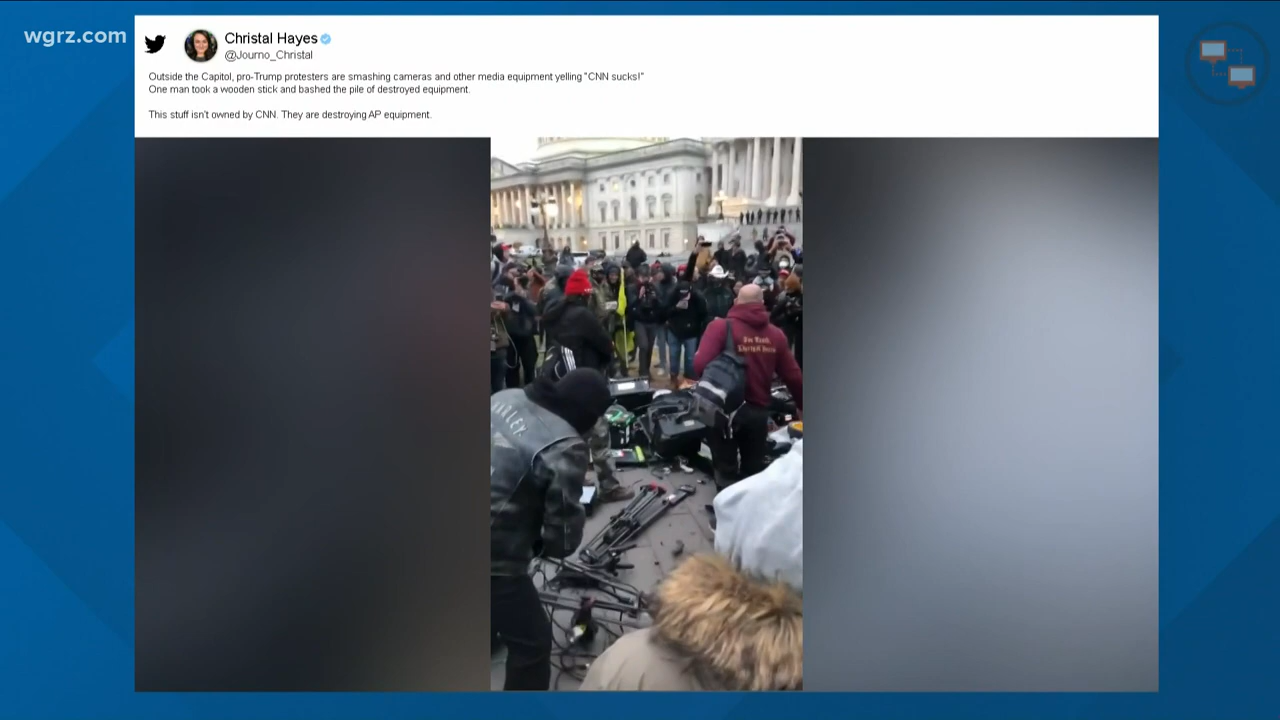 wgrz.com
Christal Hayes
@Journo_Christal
Outside the Capitol, pro-Trump protesters are smashing cameras and other media equipment yelling "CNN sucks!"
One man took a wooden stick and bashed the pile of destroyed equipment.
This stuff isn't owned by CNN. They are destroying AP equipment.